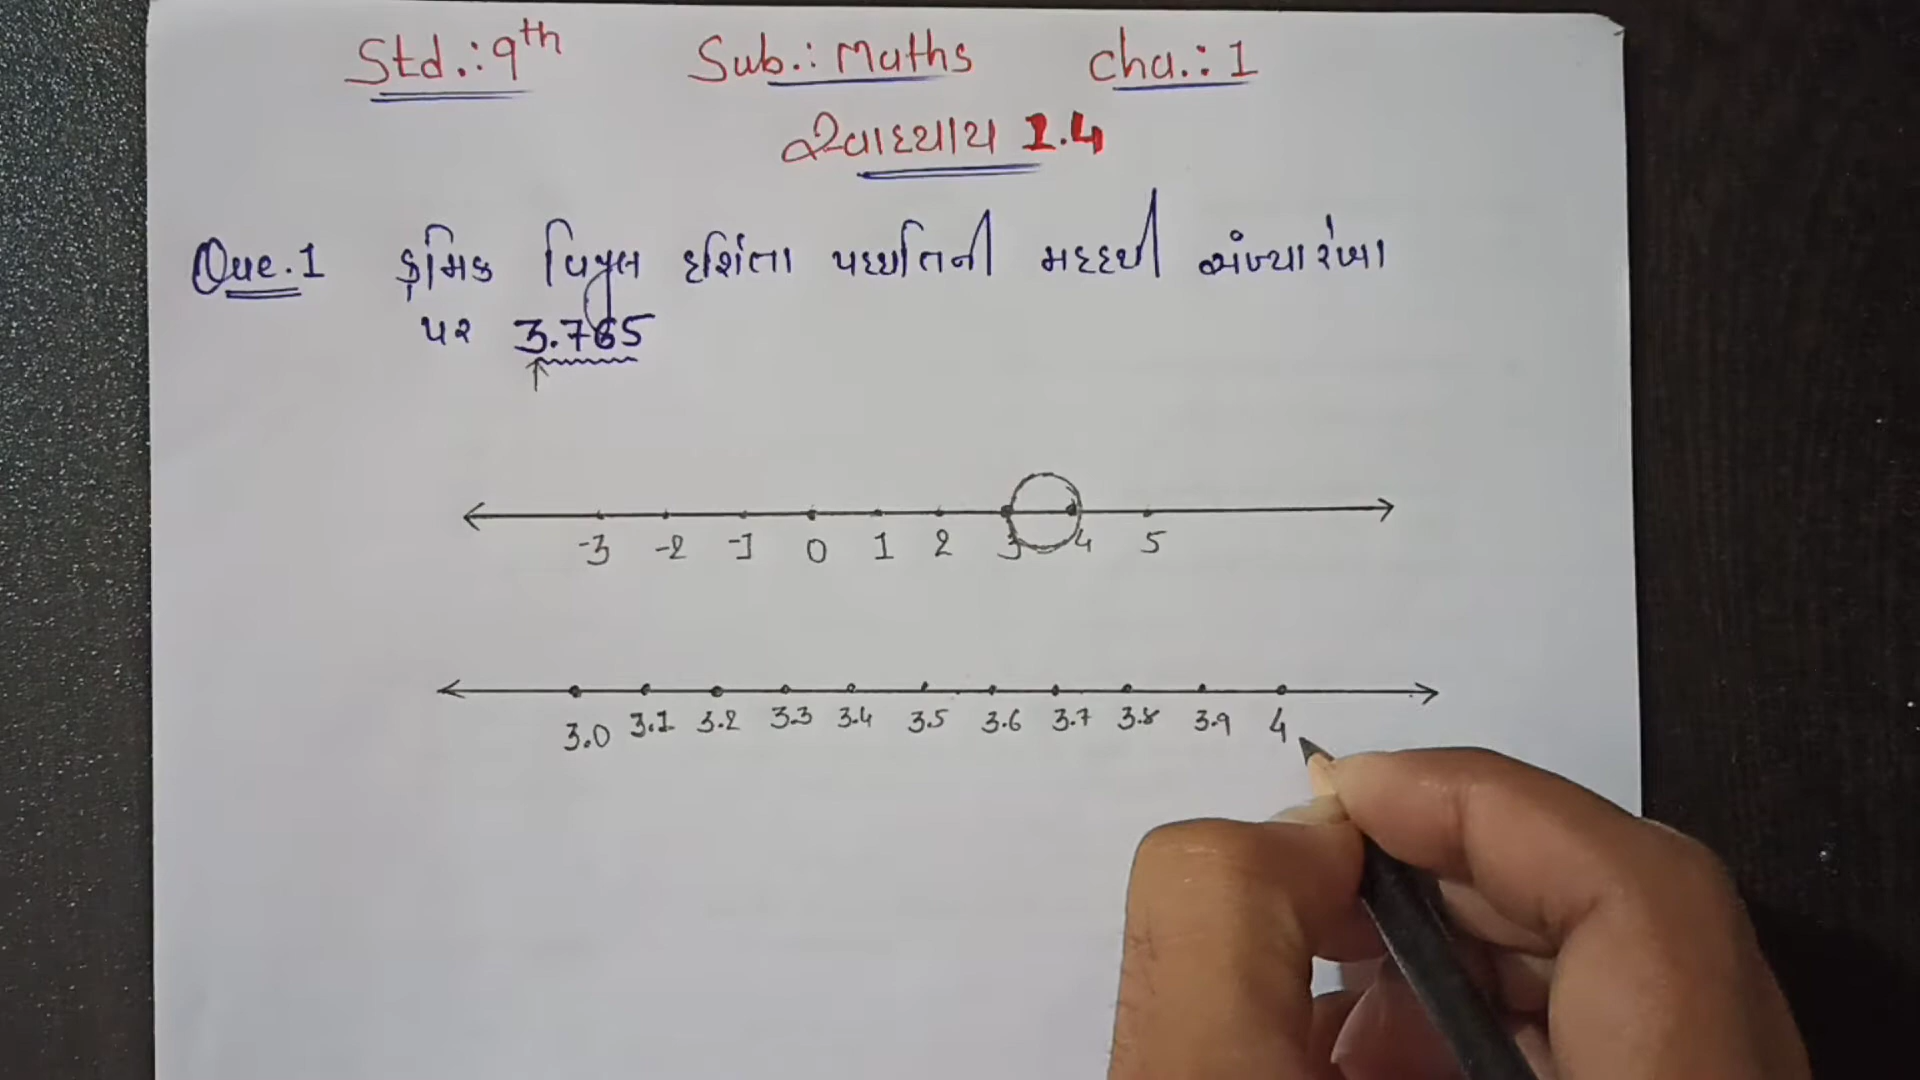 Std.: 9th Sub.: Maths Cha.: 1
સ્વાધ્યાય 1.4
Que.1 ક્રમિક વિપુલ દર્શિતા પધ્ધતિની મદદથી સંખ્યારેખા
પર 3.765
-3 -2 -1 0 1 2 3 4 5
3.0 3.1 3.2 3.3 3.4 3.5 3.6 3.7 3.8 3.9 4